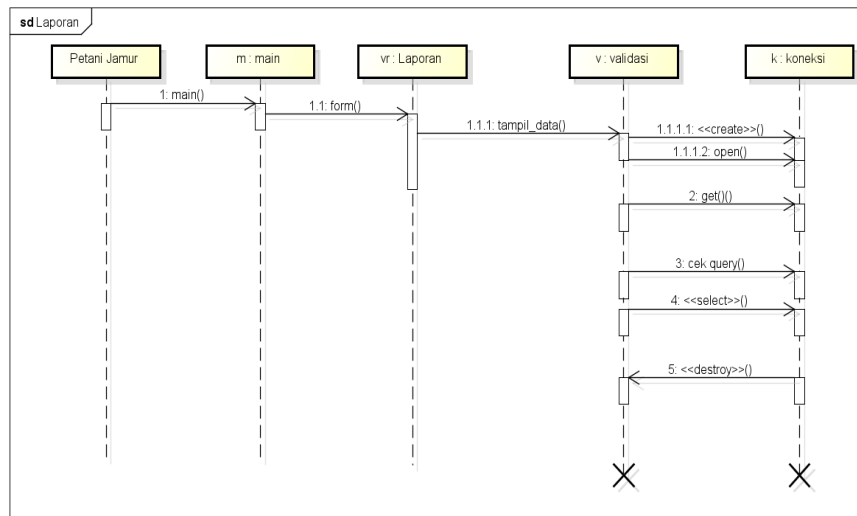 sd Laporan
Petani Jamur
m : main
vr : Laporan
v : validasi
k : koneksi
1: main()
1.1: form()
1.1.1: tampil_data()
1.1.1.1: <<create>>()
1.1.1.2: open()
2: get()()
3: cek query()
4: <<select>>()
5: <<destroy>>()